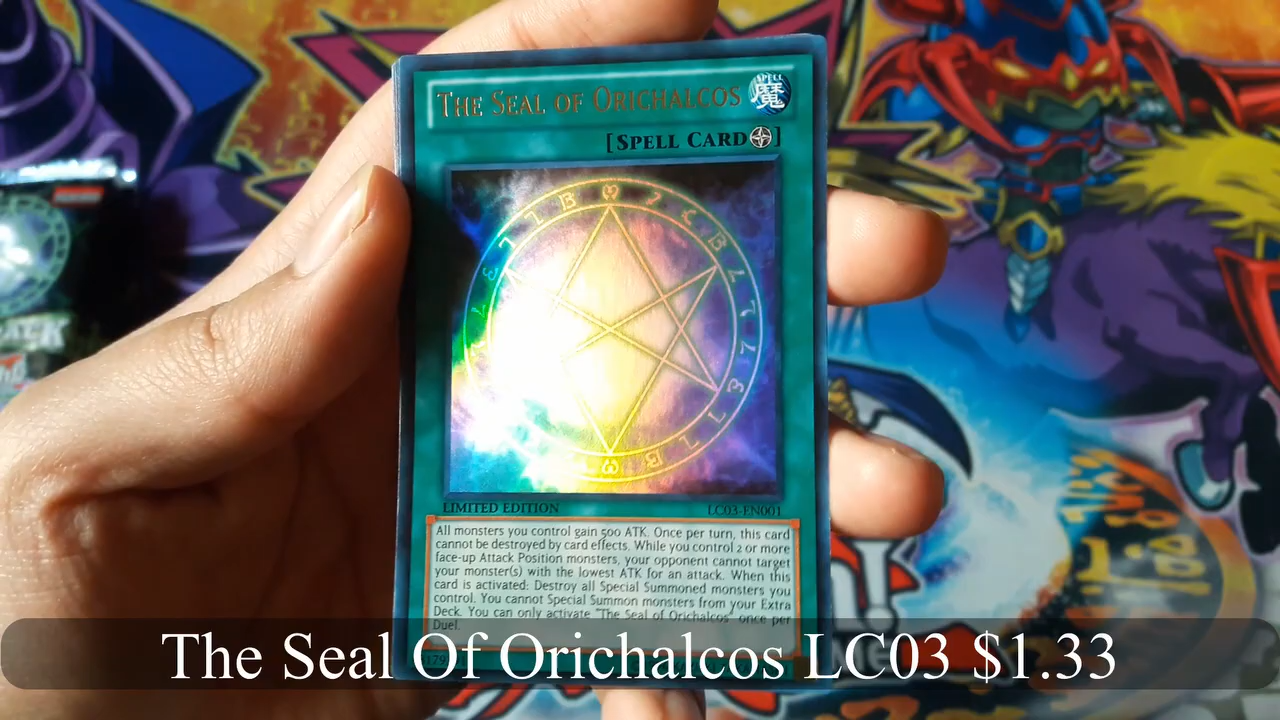 THE SEAL OF ORICHALCOS
SPELL
魔
[SPELL CARD]
LIMITED EDITION
LC03-EN001
All monsters you control gain 500 ATK. Once per turn, this card
cannot be destroyed by card effects. While you control 2 or more
face-up Attack Position monsters, your opponent cannot target
your monster(s) with the lowest ATK for an attack. When this
card is activated: Destroy all Special Summoned monsters you
control. You cannot Special Summon monsters from your Extra
Deck. You can only activate "The Seal of Orichalcos" once per
Duel.
The Seal Of Orichalcos LC03 $1.33